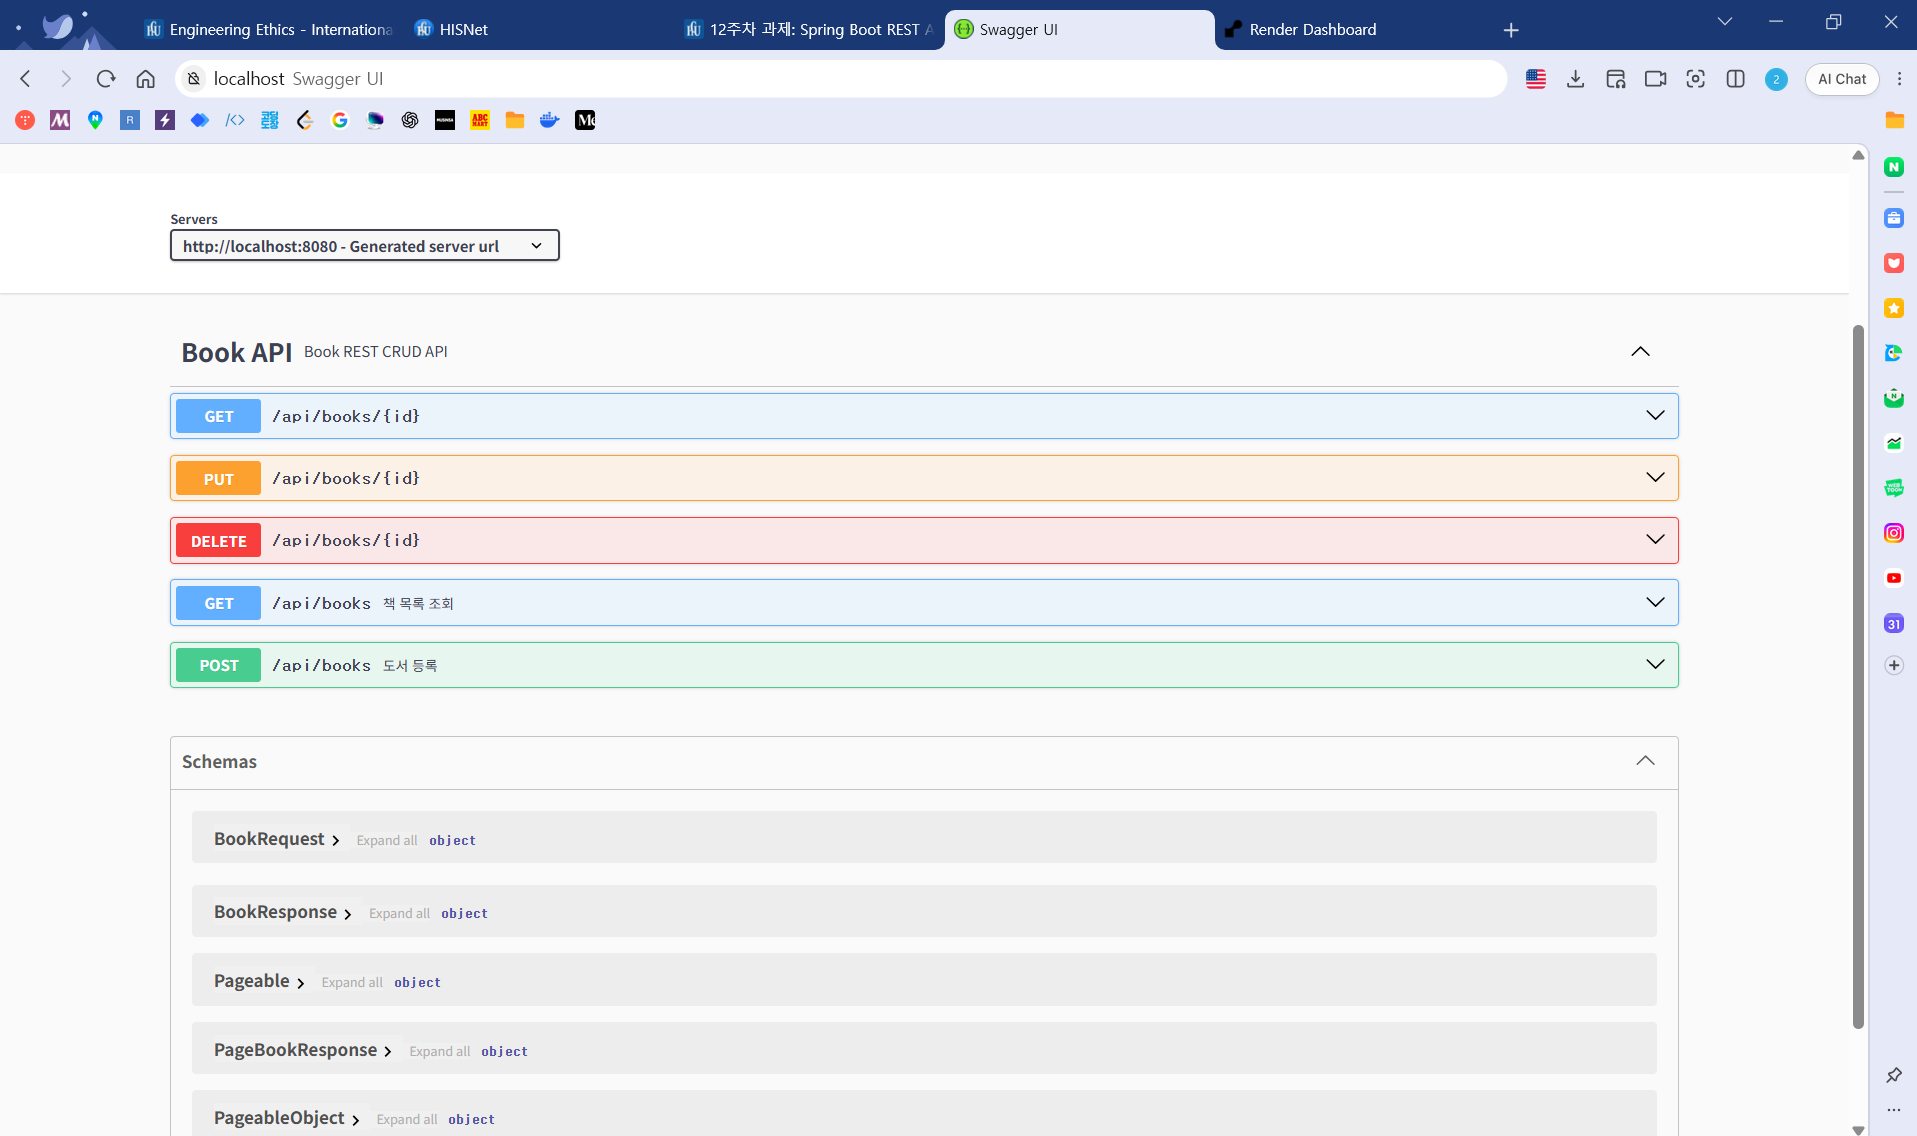 Engineering Ethics - Internationa
HISNet
12주차 과제: Spring Boot REST A
Swagger UI
Render Dashboard
localhost Swagger UI
2
AI Chat
R
ABC
MART
N
Servers
http://localhost:8080 - Generated server url
Book API Book REST CRUD API
GET /api/books/{id}
PUT /api/books/{id}
DELETE /api/books/{id}
GET /api/books 책 목록 조회
POST /api/books 도서 등록
31
Schemas
BookRequest Expand all object
BookResponse Expand all object
Pageable Expand all object
PageBookResponse Expand all object
PageableObject Expand all object